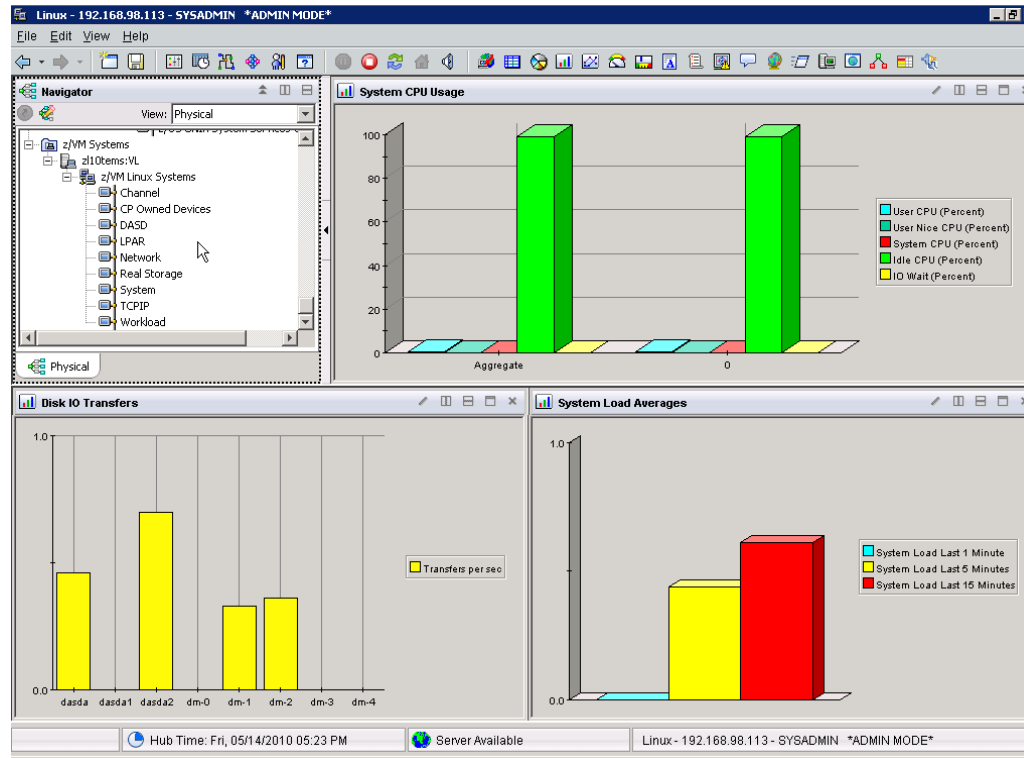 Linux - 192.168.98.113 - SYSADMIN *ADMIN MODE*
File Edit View Help
Navigator
View: Physical
z/VM Systems
zl10tems:VL
z/VM Linux Systems
Channel
CP Owned Devices
DASD
LPAR
Network
Real Storage
System
TCPIP
Workload
Physical
System CPU Usage
100
80
60
40
20
0
Aggregate 0
User CPU (Percent)
User Nice CPU (Percent)
System CPU (Percent)
Idle CPU (Percent)
IO Wait (Percent)
Disk IO Transfers
1.0
0.0
dasda dasda1 dasda2 dm-0 dm-1 dm-2 dm-3 dm-4
Transfers per sec
System Load Averages
1.0
0.0
System Load Last 1 Minute
System Load Last 5 Minutes
System Load Last 15 Minutes
Hub Time: Fri, 05/14/2010 05:23 PM
Server Available
Linux - 192.168.98.113 - SYSADMIN *ADMIN MODE*